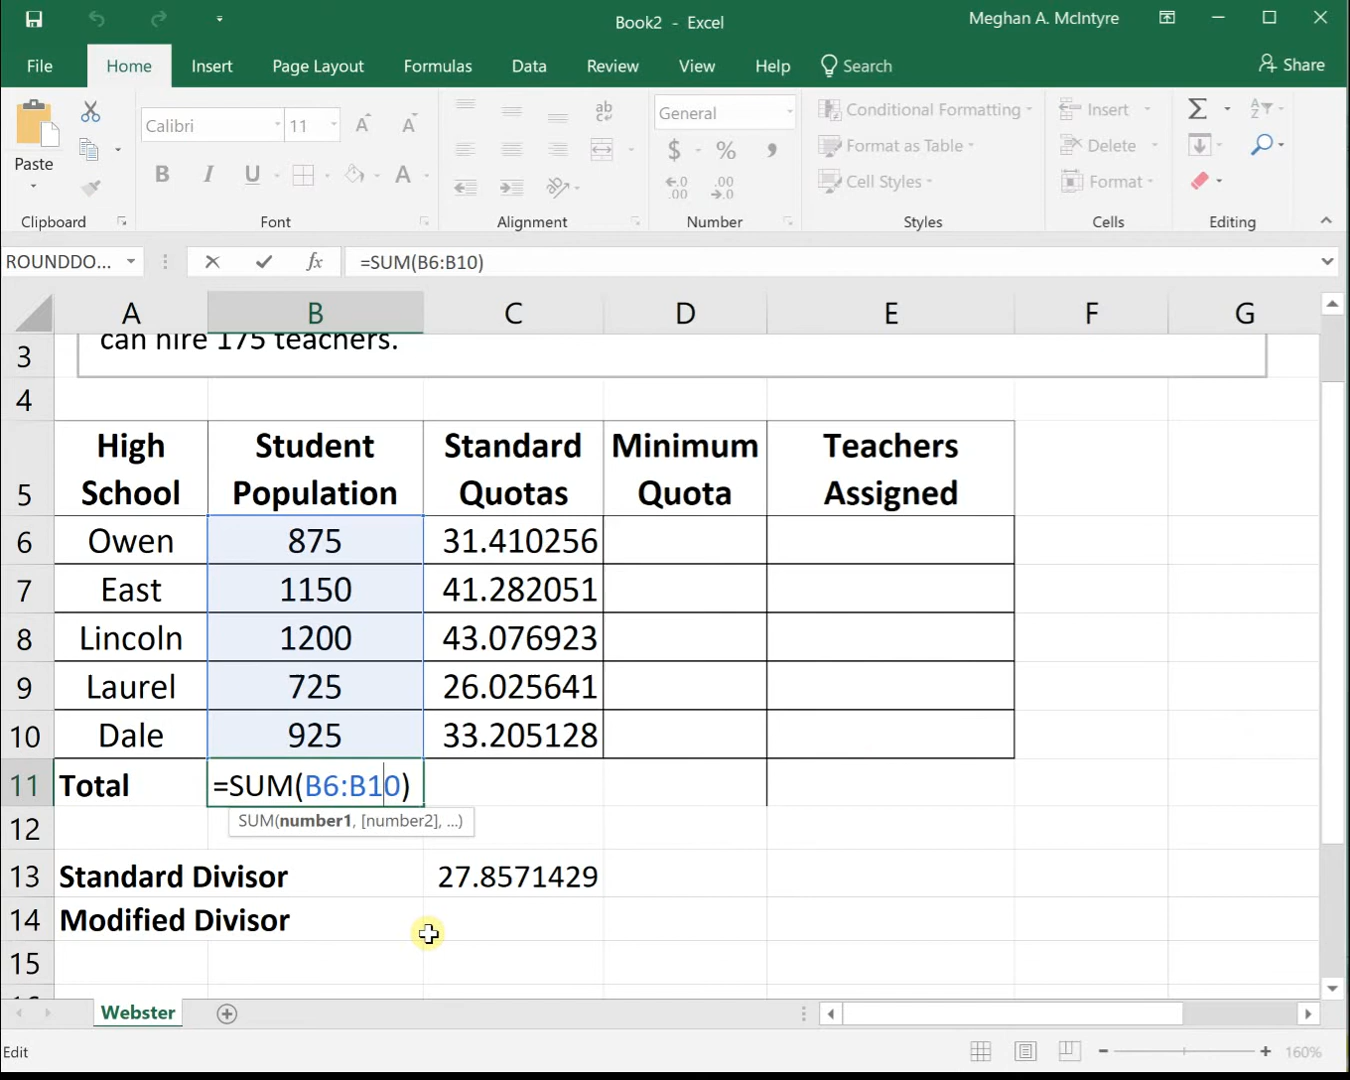 Book2 - Excel
Meghan A. McIntyre
File Home Insert Page Layout Formulas Data Review View Help Search Share
Paste
Calibri 11
B I U A
ab
General
$ % ,
Conditional Formatting
Format as Table
Cell Styles
Insert
Delete
Format
Clipboard Font Alignment Number Styles Cells Editing
ROUNDDO... fx =SUM(B6:B10)
A B C D E F G
3 can hire 175 teachers.
4
High Student Standard Minimum Teachers
5 School Population Quotas Quota Assigned
6 Owen 875 31.410256
7 East 1150 41.282051
8 Lincoln 1200 43.076923
9 Laurel 725 26.025641
10 Dale 925 33.205128
11 Total =SUM(B6:B10)
12 SUM(number1, [number2], ...)
13 Standard Divisor 27.8571429
14 Modified Divisor
15
Webster
Edit 160%